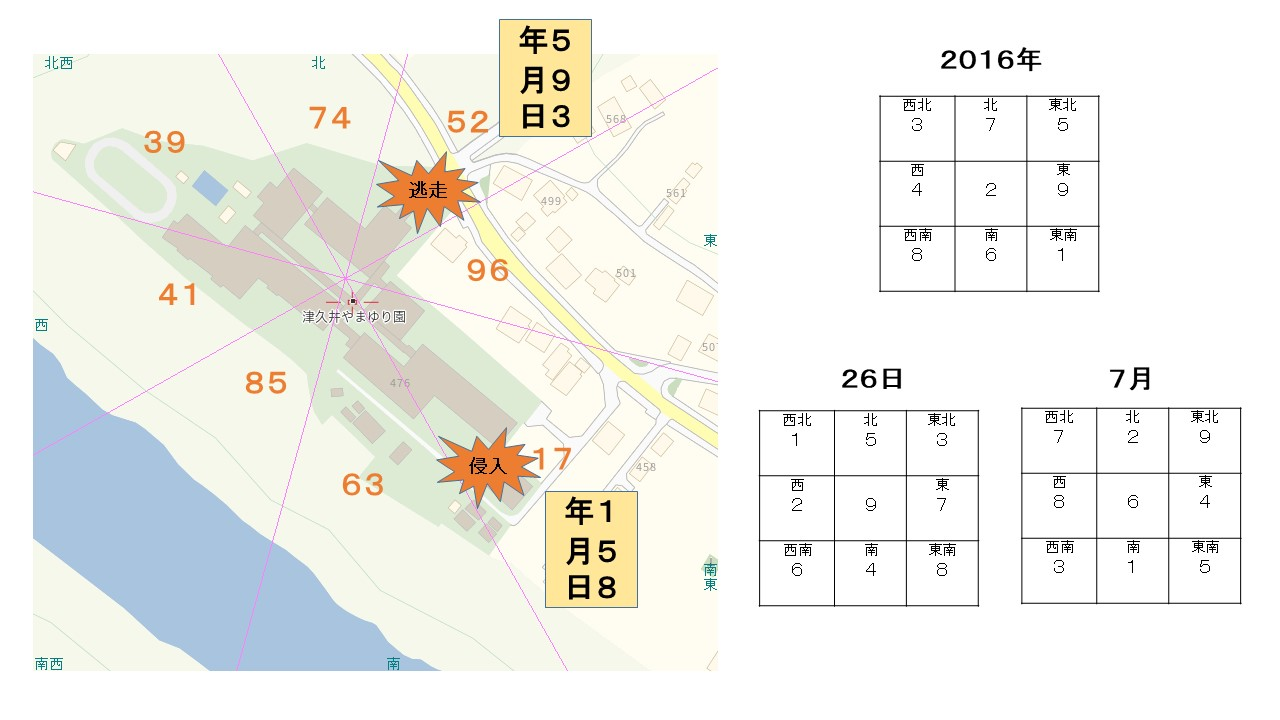 年５
月９
日３
北西
北
７４
５２
３９
568
逃走
561
499
東
９６
501
４１
津久井やまゆり園
西
８５
476
１７
侵入
458
６３
年１
月５
日８
南東
南西
南
２０１６年
西北 北 東北
３ ７ ５
西 東
４ ２ ９
西南 南 東南
８ ６ １
２６日
西北 北 東北
１ ５ ３
西 東
２ ９ ７
西南 南 東南
６ ４ ８
７月
西北 北 東北
７ ２ ９
西 東
８ ６ ４
西南 南 東南
３ １ ５